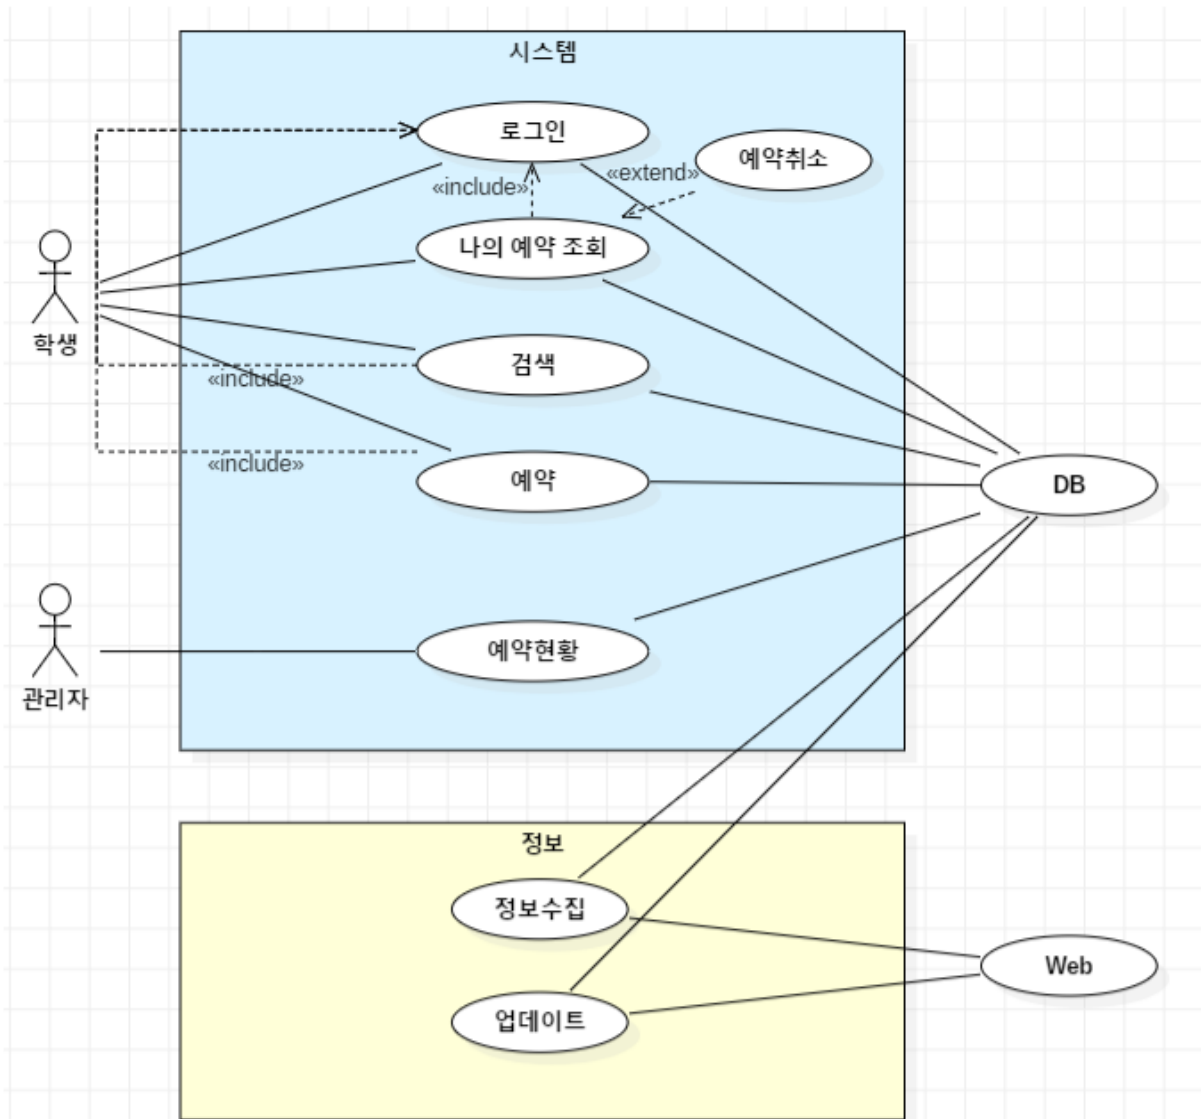 시스템
로그인
예약취소
«include»
«extend»
나의 예약 조회
학생
검색
«include»
«include»
예약
DB
예약현황
관리자
정보
정보수집
Web
업데이트